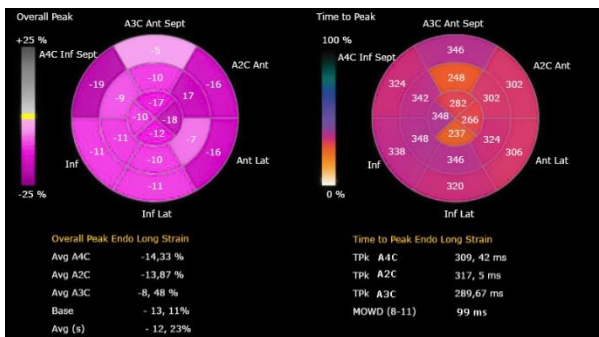 Overall Peak
Time to Peak
A3C Ant Sept
A3C Ant Sept
+25 %
100 %
A4C Inf Sept
A4C Inf Sept
A2C Ant
A2C Ant
-5
-10
-19
-16
-9
17
-17
-10
-18
-12
-11
-7
-11
-10
-16
-11
346
248
324
302
342
302
282
348
266
237
348
324
338
346
306
320
Inf
Ant Lat
Inf
Ant Lat
-25 %
0 %
Inf Lat
Inf Lat
Overall Peak Endo Long Strain
Avg A4C -14,33 %
Avg A2C -13,87 %
Avg A3C -8, 48 %
Base - 13, 11%
Avg (s) - 12, 23%
Time to Peak Endo Long Strain
TPk A4C 309, 42 ms
TPk A2C 317, 5 ms
TPk A3C 289,67 ms
MOWD (8-11) 99 ms